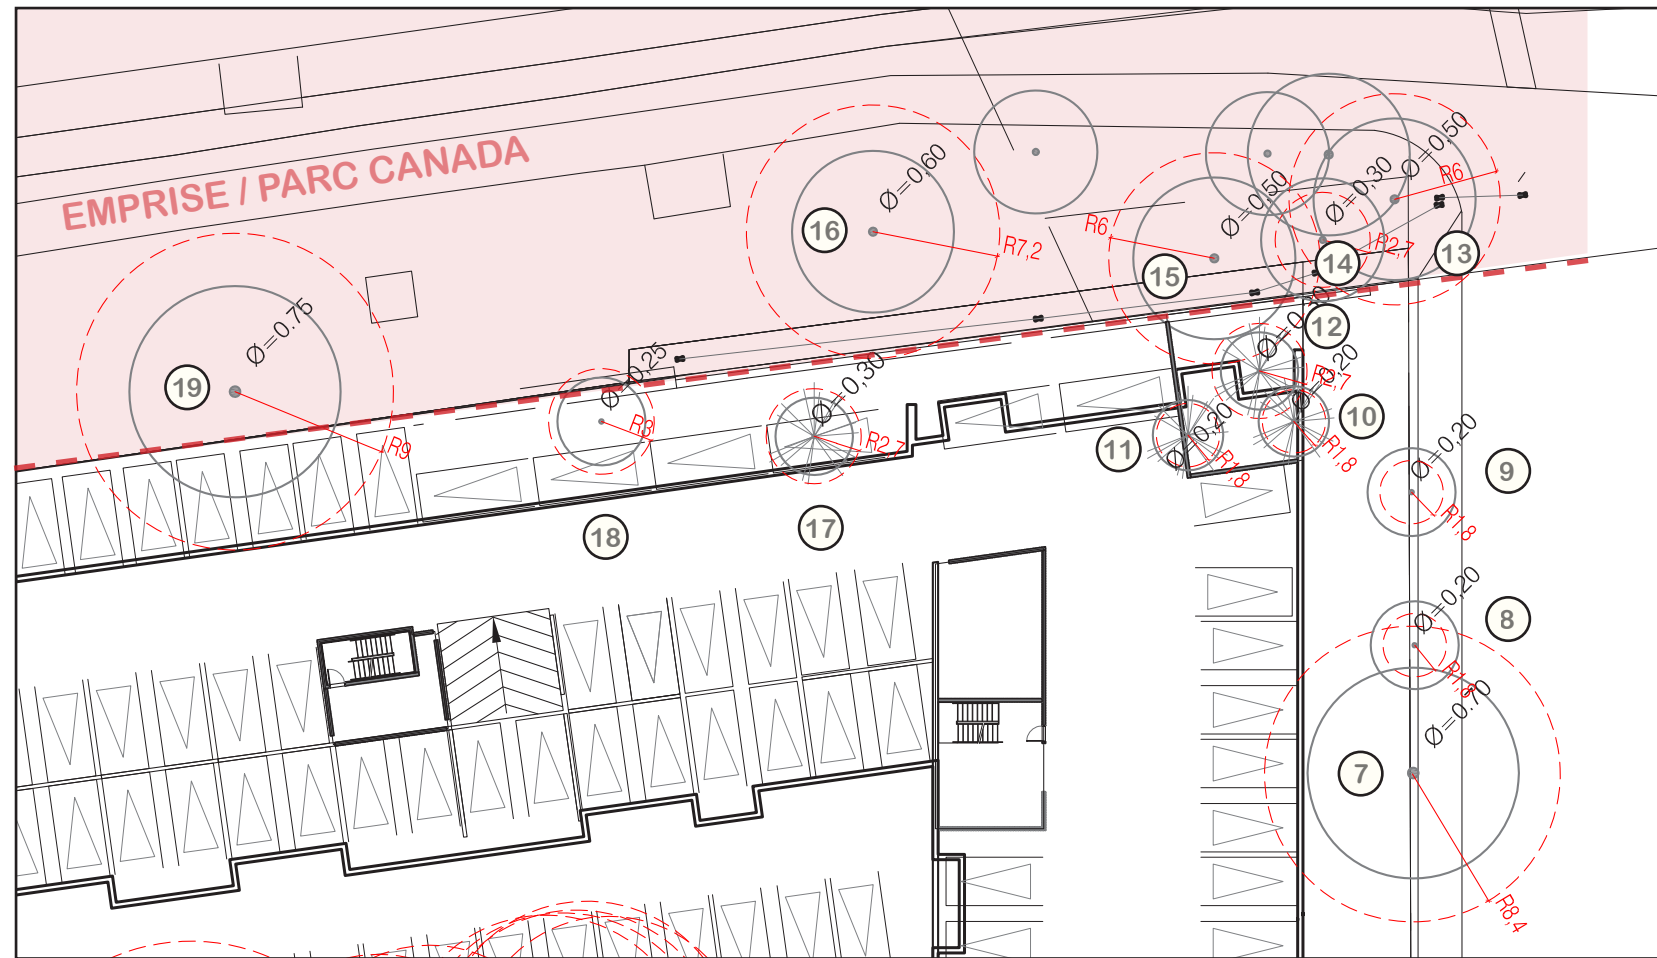 EMPRISE / PARC CANADA
Ø=0,50
R6
Ø=0,60
16
R7,2
Ø=0,30
Ø=0,50
R6
R2,7
13
14
15
Ø=0.75
19
R9
12
R2,7
Ø=0,25
R3
Ø=0,30
R2,7
Ø=0,20
10
R1,8
11
Ø=0,20
R1,8
18
17
Ø=0,20
9
R1,8
Ø=0,20
8
R1,8
Ø=0.70
7
R8,4